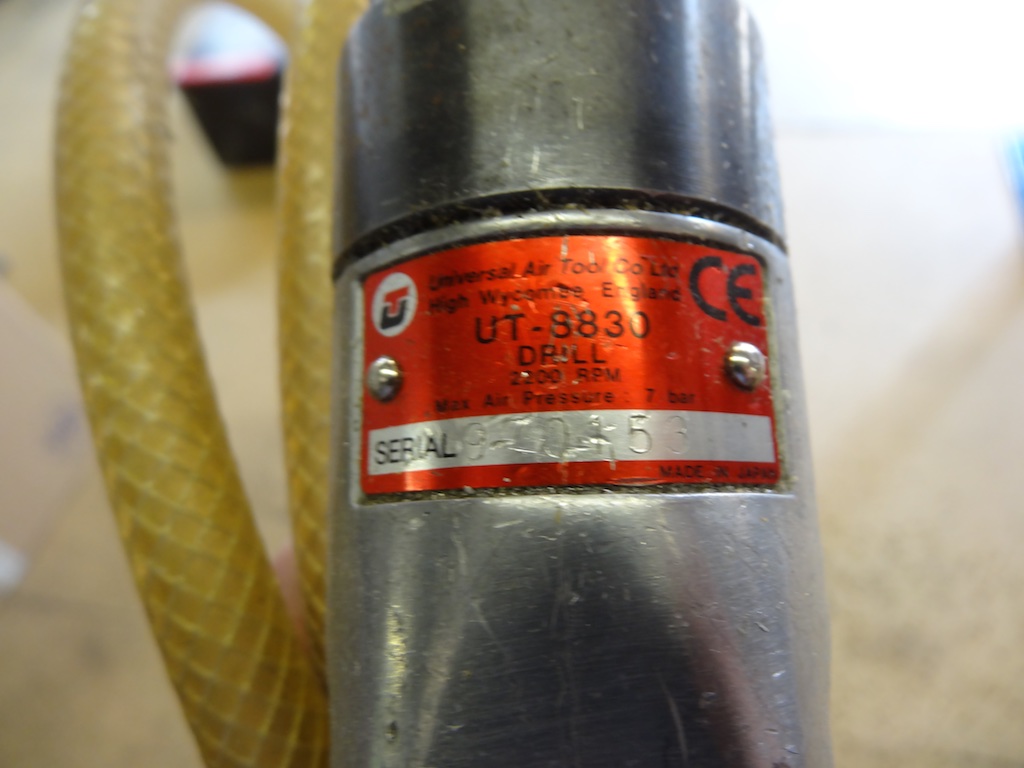 Universal Air Tool Co Ltd
High Wycombe, England
CE
UT-8830
DRILL
2200 RPM
Max Air Pressure : 7 bar
SERIAL
MADE IN JAPAN